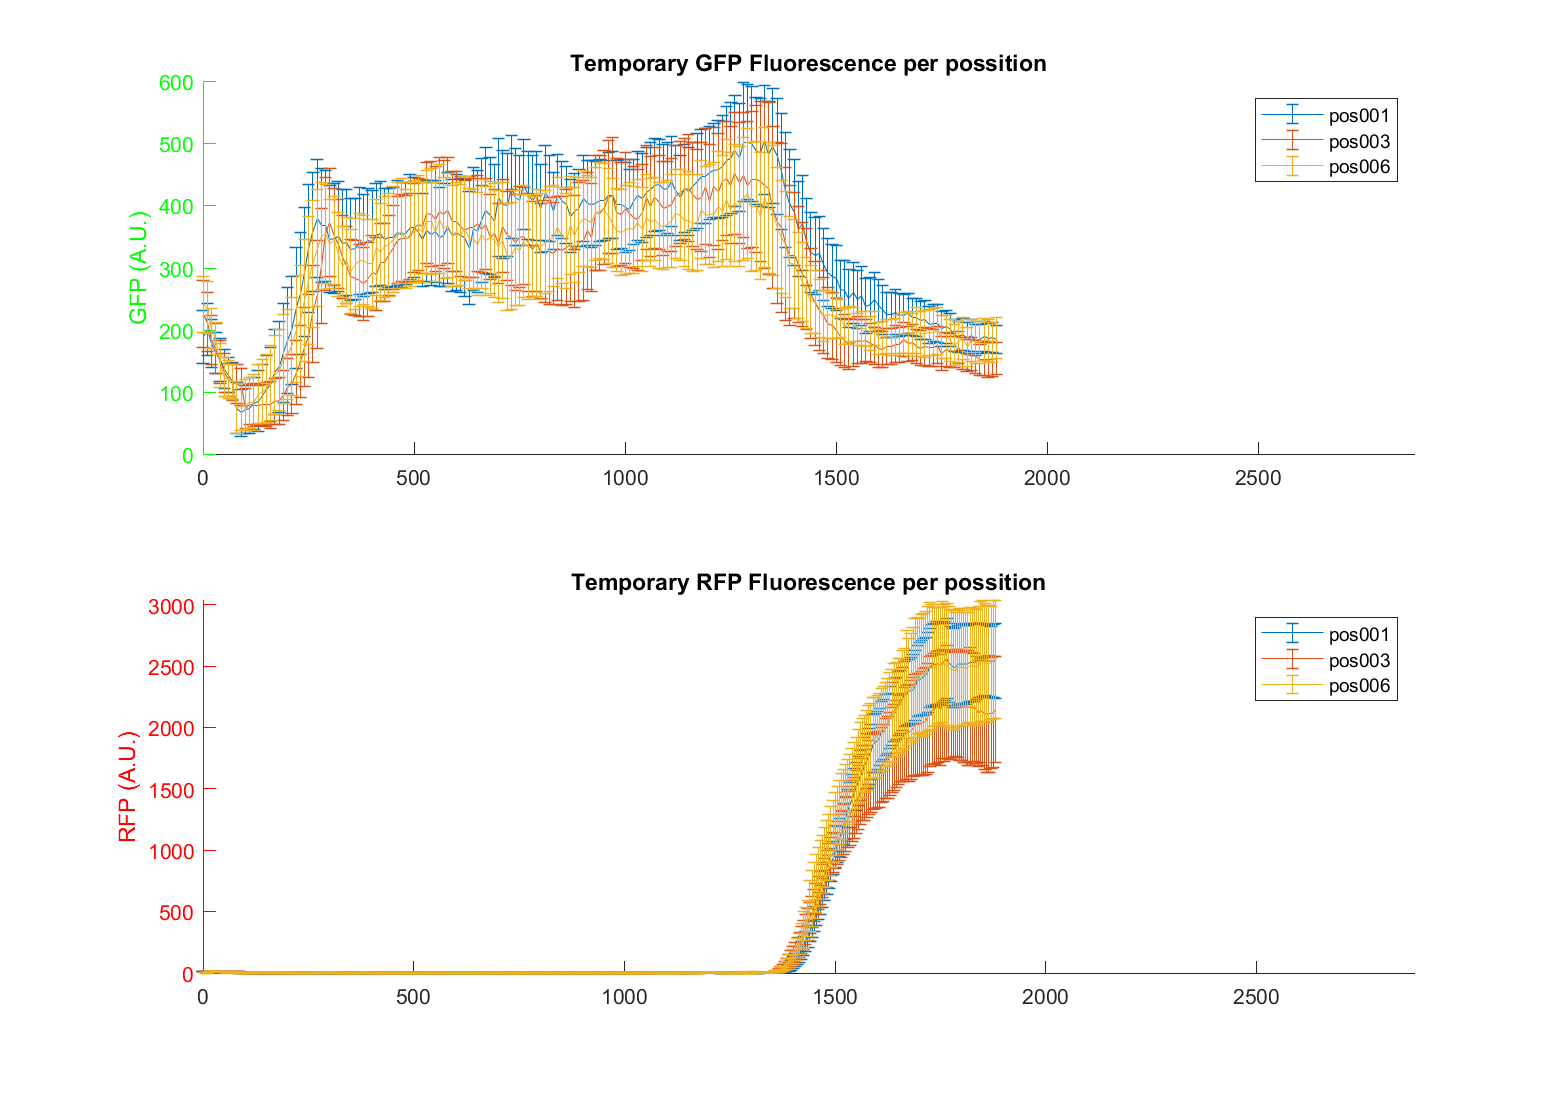 Temporary GFP Fluorescence per possition
600
500
400
300
200
100
0
GFP (A.U.)
0 500 1000 1500 2000 2500
pos001
pos003
pos006
Temporary RFP Fluorescence per possition
3000
2500
2000
1500
1000
500
0
RFP (A.U.)
0 500 1000 1500 2000 2500
pos001
pos003
pos006